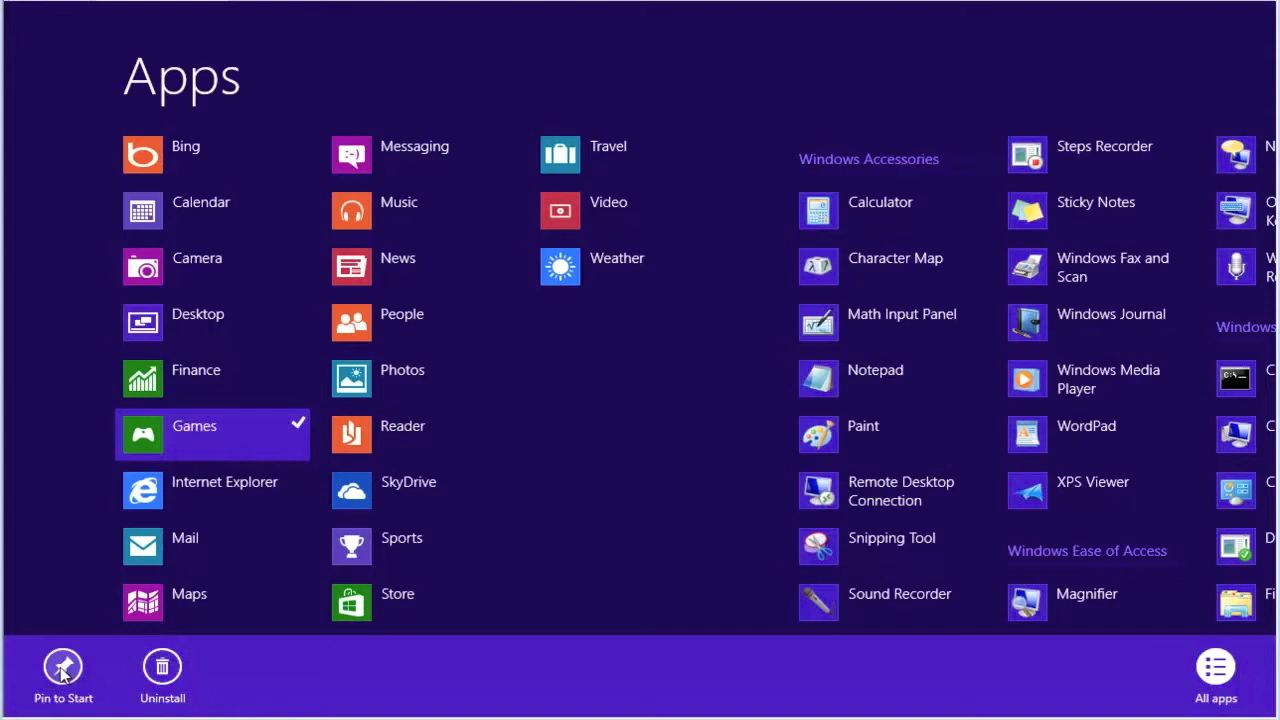 Apps
Bing
Calendar
Camera
Desktop
Finance
Games
Internet Explorer
Mail
Maps
Messaging
Music
News
People
Photos
Reader
SkyDrive
Sports
Store
Travel
Video
Weather
Windows Accessories
Calculator
Character Map
Math Input Panel
Notepad
Paint
Remote Desktop
Connection
Snipping Tool
Sound Recorder
Steps Recorder
Sticky Notes
Windows Fax and
Scan
Windows Journal
Windows Media
Player
WordPad
XPS Viewer
Windows Ease of Access
Magnifier
N
O
K
W
R
Windows
C
C:\
C
C
D
Fi
Pin to Start
Uninstall
All apps